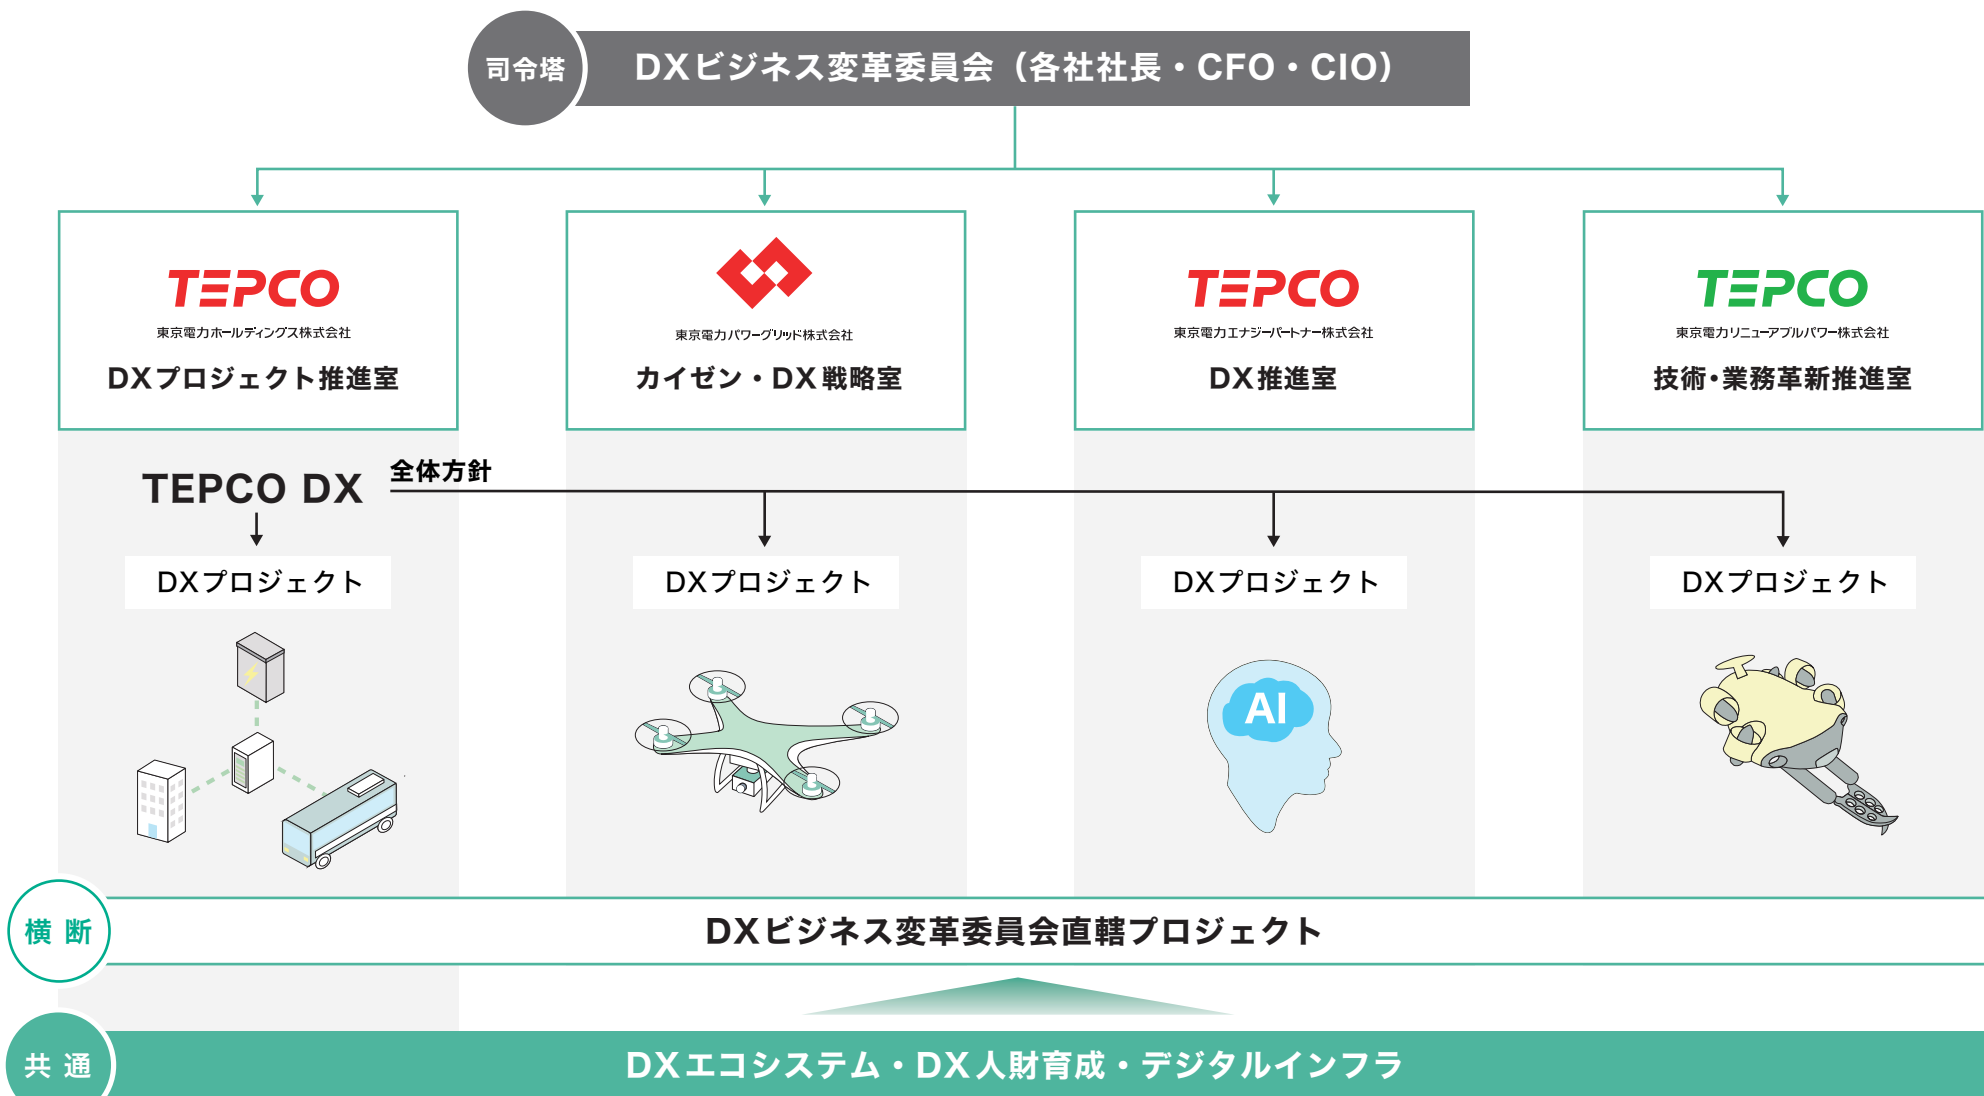 司令塔
DXビジネス変革委員会（各社社長・CFO・CIO）
TEPCO
東京電力ホールディングス株式会社
DXプロジェクト推進室
東京電力パワーグリッド株式会社
カイゼン・DX戦略室
TEPCO
東京電力エナジーパートナー株式会社
DX推進室
TEPCO
東京電力リニューアブルパワー株式会社
技術・業務革新推進室
TEPCO DX
全体方針
DXプロジェクト
DXプロジェクト
DXプロジェクト
DXプロジェクト
AI
横断
DXビジネス変革委員会直轄プロジェクト
共通
DXエコシステム・DX人財育成・デジタルインフラ